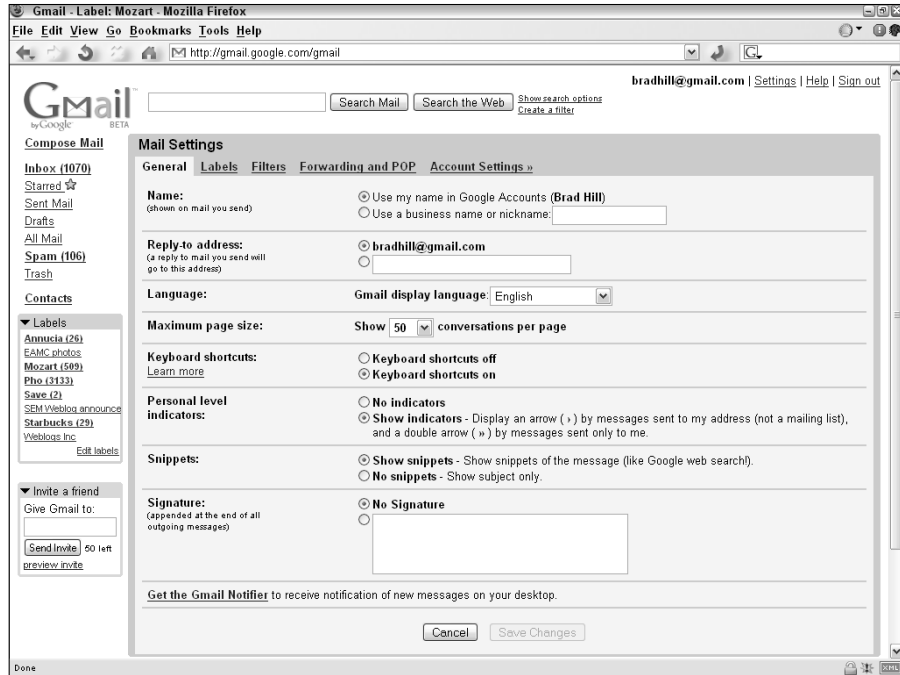 Gmail - Label: Mozart - Mozilla Firefox
File Edit View Go Bookmarks Tools Help
http://gmail.google.com/gmail
G
bradhill@gmail.com | Settings | Help | Sign out
GMail
by Google BETA
Search Mail Search the Web Show search options
Create a filter
Compose Mail
Inbox (1070)
Starred
Sent Mail
Drafts
All Mail
Spam (106)
Trash
Contacts
Labels
Annucia (26)
EAMC photos
Mozart (509)
Pho (3133)
Save (2)
SEM Weblog announce
Starbucks (29)
Weblogs Inc
Edit labels
Invite a friend
Give Gmail to:
Send Invite 50 left
preview invite
Mail Settings
General Labels Filters Forwarding and POP Account Settings »
Name:
(shown on mail you send)
Use my name in Google Accounts (Brad Hill)
Use a business name or nickname:
Reply-to address:
(a reply to mail you send will
go to this address)
bradhill@gmail.com
Language: Gmail display language: English
Maximum page size: Show 50 conversations per page
Keyboard shortcuts:
Learn more
Keyboard shortcuts off
Keyboard shortcuts on
Personal level
indicators:
No indicators
Show indicators - Display an arrow ( › ) by messages sent to my address (not a mailing list),
and a double arrow ( » ) by messages sent only to me.
Snippets:
Show snippets - Show snippets of the message (like Google web search!).
No snippets - Show subject only.
Signature:
(appended at the end of all
outgoing messages)
No Signature
Get the Gmail Notifier to receive notification of new messages on your desktop.
Cancel Save Changes
Done
XML